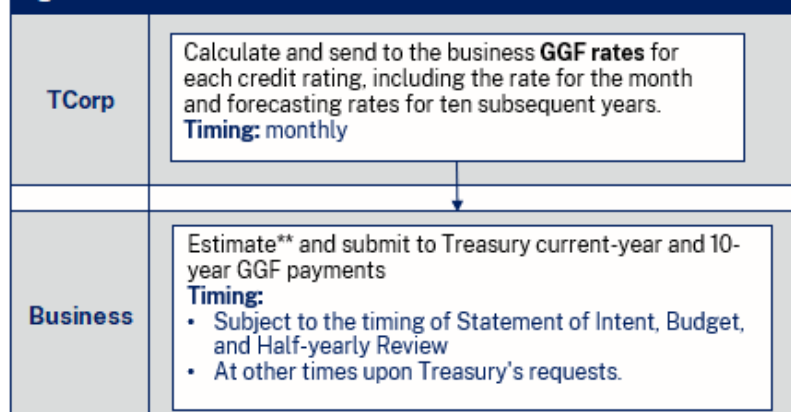 TCorp
Calculate and send to the business GGF rates for
each credit rating, including the rate for the month
and forecasting rates for ten subsequent years.
Timing: monthly
Business
Estimate** and submit to Treasury current-year and 10-
year GGF payments
Timing:
• Subject to the timing of Statement of Intent, Budget,
and Half-yearly Review
• At other times upon Treasury's requests.